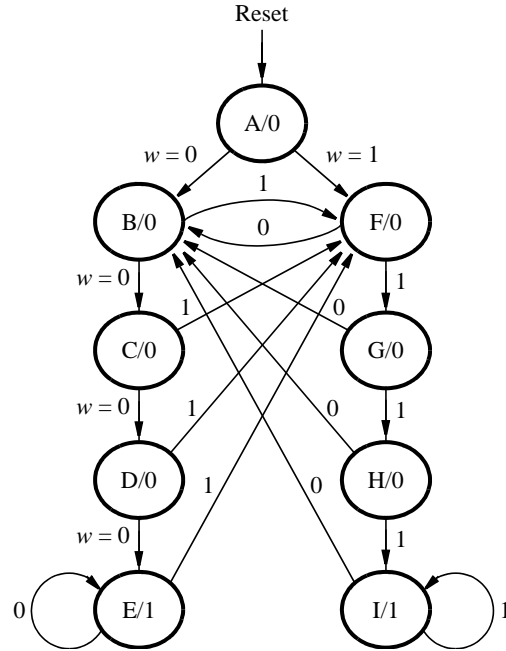 Reset
A/0
w = 0
w = 1
1
B/0
F/0
0
w = 0
1
1
0
C/0
G/0
w = 0
1
1
0
D/0
H/0
w = 0
1
0
1
0
E/1
I/1
1